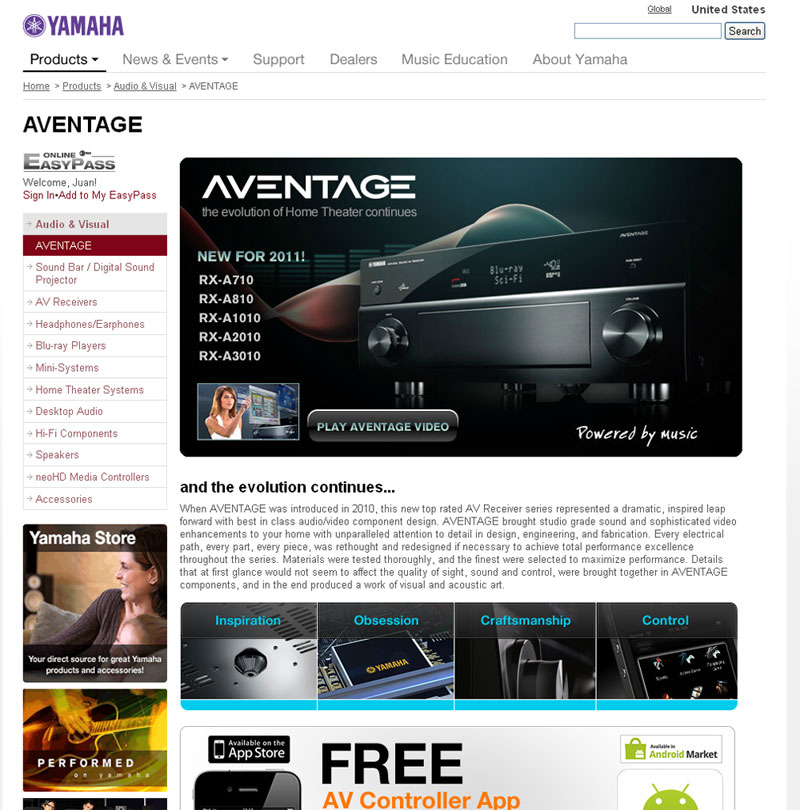 Global
United States
YAMAHA
Search
Products
News & Events
Support
Dealers
Music Education
About Yamaha
Home > Products > Audio & Visual > AVENTAGE
AVENTAGE
ONLINE
EASYPASS
Welcome, Juan!
Sign In•Add to My EasyPass
Audio & Visual
AVENTAGE
Sound Bar / Digital Sound
Projector
AV Receivers
Headphones/Earphones
Blu-ray Players
Mini-Systems
Home Theater Systems
Desktop Audio
Hi-Fi Components
Speakers
neoHD Media Controllers
Accessories
Yamaha Store
Your direct source for great Yamaha
products and accessories!
PERFORMED
on yamaha
AVENTAGE
the evolution of Home Theater continues
NEW FOR 2011!
RX-A710
RX-A810
RX-A1010
RX-A2010
RX-A3010
AVENTAGE
YAMAHA
Blu-ray
Sci-Fi
VOLUME
PLAY AVENTAGE VIDEO
Powered by music
and the evolution continues...
When AVENTAGE was introduced in 2010, this new top rated AV Receiver series represented a dramatic, inspired leap
forward with best in class audio/video component design. AVENTAGE brought studio grade sound and sophisticated video
enhancements to your home with unparalleled attention to detail in design, engineering, and fabrication. Every electrical
path, every part, every piece, was rethought and redesigned if necessary to achieve total performance excellence
throughout the series. Materials were tested thoroughly, and the finest were selected to maximize performance. Details
that at first glance would not seem to affect the quality of sight, sound and control, were brought together in AVENTAGE
components, and in the end produced a work of visual and acoustic art.
Inspiration
Obsession
Craftsmanship
Control
YAMAHA
Available on the
App Store
FREE
AV Controller App
Available in
Android Market